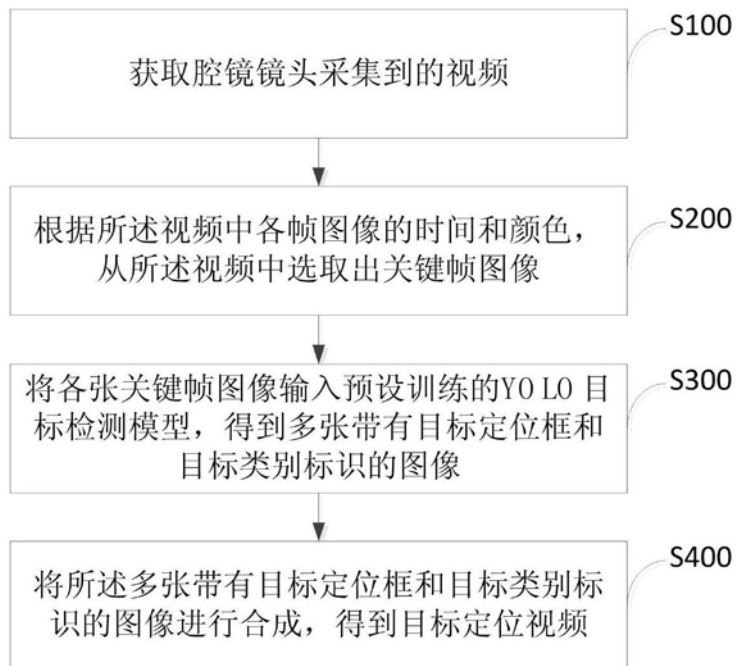 获取腔镜镜头采集到的视频
S100
根据所述视频中各帧图像的时间和颜色，
从所述视频中选取出关键帧图像
S200
将各张关键帧图像输入预设训练的YOLO目
标检测模型，得到多张带有目标定位框和
目标类别标识的图像
S300
将所述多张带有目标定位框和目标类别标
识的图像进行合成，得到目标定位视频
S400